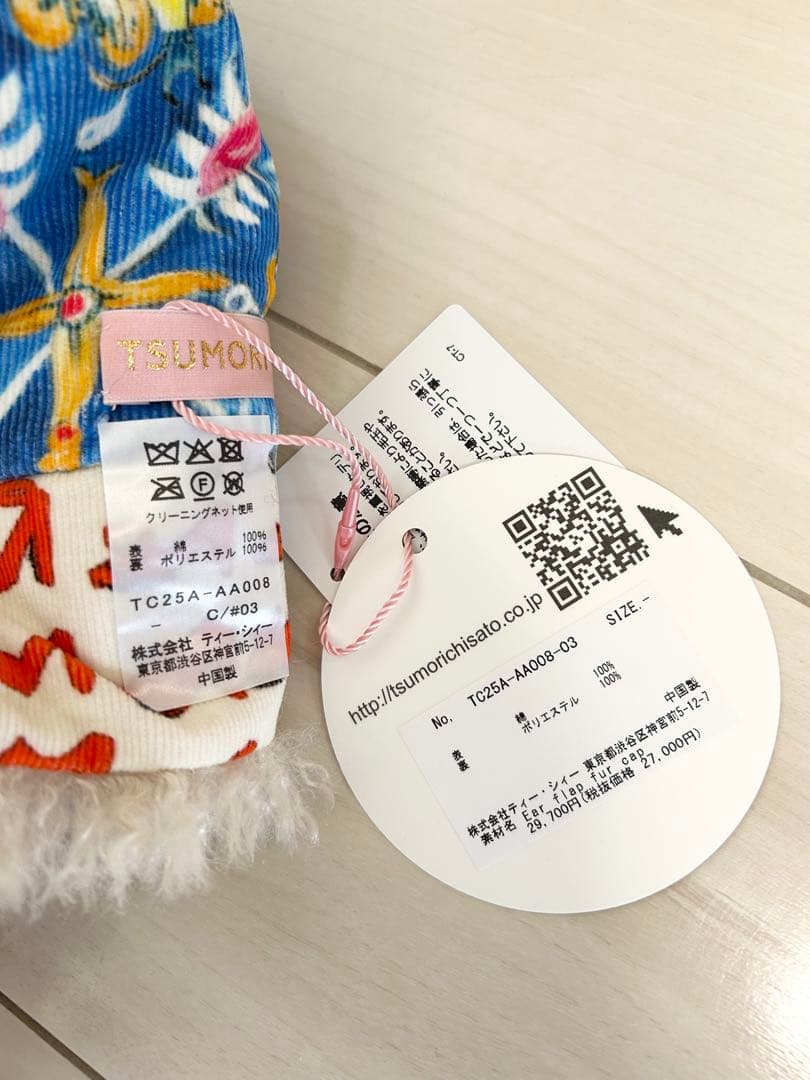 TSUMORI
クリーニングネット使用
表 綿 100%
裏 ポリエステル 100%
TC25A-AA008
- C/#03
株式会社 ティー・シィー
東京都渋谷区神宮前5-12-7
中国製
CT-7
http://tsumorichisato.co.jp
No. TC25A-AA008-03 SIZE.-
表 綿 100%
裏 ポリエステル 100%
中国製
株式会社ティー・シィー 東京都渋谷区神宮前5-12-7
素材名 Ear flap fur cap
29,700円(税抜価格 27,000円)